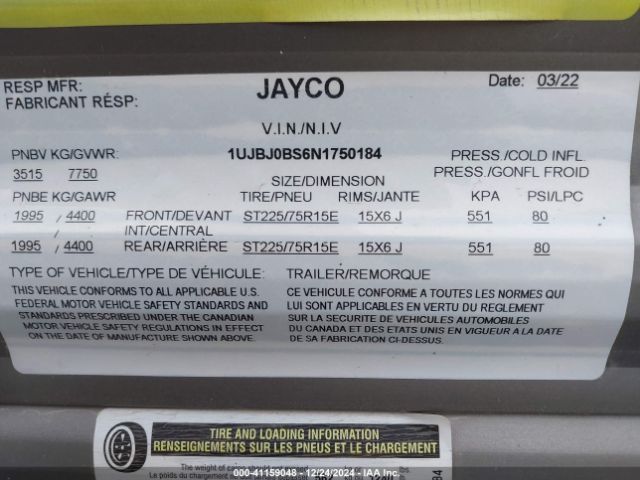 RESP MFR: JAYCO Date: 03/22
FABRICANT RÉSP:
V.I.N./N.I.V
PNBV KG/GVWR: 1UJBJ0BS6N1750184 PRESS./COLD INFL.
3515 7750 SIZE/DIMENSION PRESS./GONFL FROID
PNBE KG/GAWR TIRE/PNEU RIMS/JANTE KPA PSI/LPC
1995 / 4400 FRONT/DEVANT ST225/75R15E 15X6 J 551 80
INT/CENTRAL
1995 / 4400 REAR/ARRIÈRE ST225/75R15E 15X6 J 551 80
TYPE OF VEHICLE/TYPE DE VÉHICULE: TRAILER/REMORQUE
THIS VEHICLE CONFORMS TO ALL APPLICABLE U.S.
FEDERAL MOTOR VEHICLE SAFETY STANDARDS AND
STANDARDS PRESCRIBED UNDER THE CANADIAN
MOTOR VEHICLE SAFETY REGULATIONS IN EFFECT
ON THE DATE OF MANUFACTURE SHOWN ABOVE.
CE VEHICULE CONFORME A TOUTES LES NORMES QUI
LUI SONT APPLICABLES EN VERTU DU REGLEMENT
SUR LA SECURITE DE VEHICULES AUTOMOBILES
DU CANADA ET DES ETATS UNIS EN VIGUEUR A LA DATE
DE SA FABRICATION CI-DESSUS.
TIRE AND LOADING INFORMATION
RENSEIGNEMENTS SUR LES PNEUS ET LE CHARGEMENT
The weight of
Le poids du
000-41159048 - 12/24/2024 - IAA Inc.
84